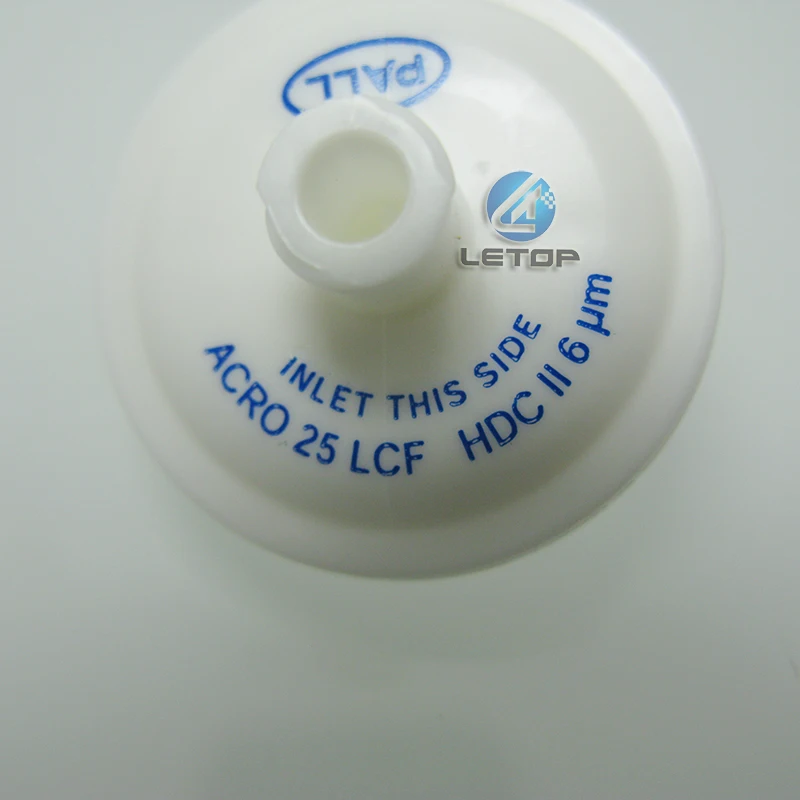 PALL
LETOP
INLET THIS SIDE
ACRO 25 LCF HDC II 6 µm